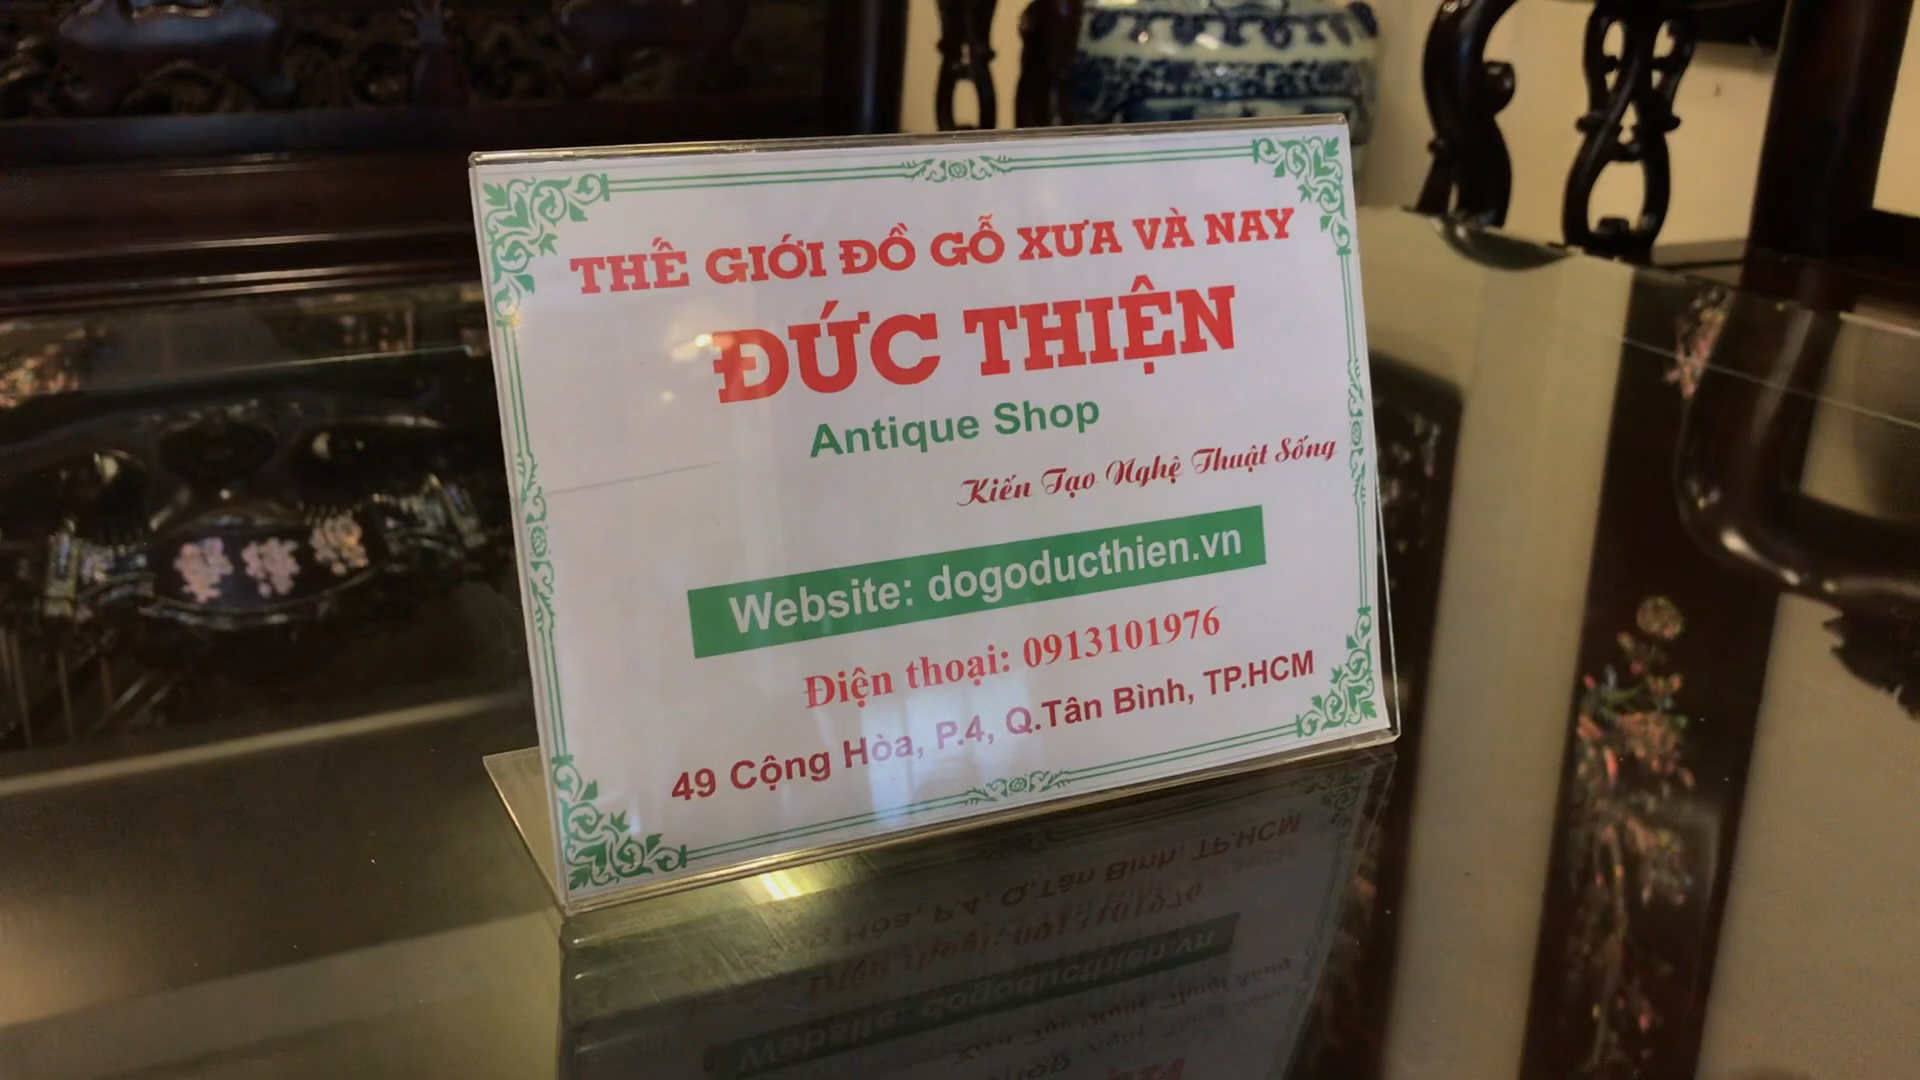 THẾ GIỚI ĐỒ GỖ XƯA VÀ NAY
ĐỨC THIỆN
Antique Shop
Kiến Tạo Nghệ Thuật Sống
Website: dogoducthien.vn
Điện thoại: 0913101976
49 Cộng Hòa, P.4, Q.Tân Bình, TP.HCM